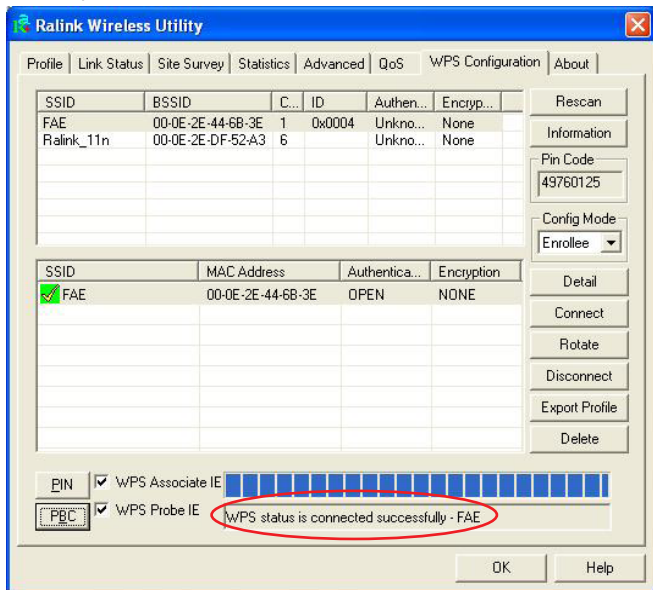 Ralink Wireless Utility
Profile Link Status Site Survey Statistics Advanced QoS WPS Configuration About
SSID BSSID C... ID Authen... Encryp...
FAE 00-0E-2E-44-6B-3E 1 0x0004 Unkno... None
Ralink_11n 00-0E-2E-DF-52-A3 6 Unkno... None
Rescan
Information
Pin Code
49760125
Config Mode
Enrollee
SSID MAC Address Authentica... Encryption
FAE 00-0E-2E-44-6B-3E OPEN NONE
Detail
Connect
Rotate
Disconnect
Export Profile
Delete
PIN WPS Associate IE
PBC WPS Probe IE WPS status is connected successfully - FAE
OK Help